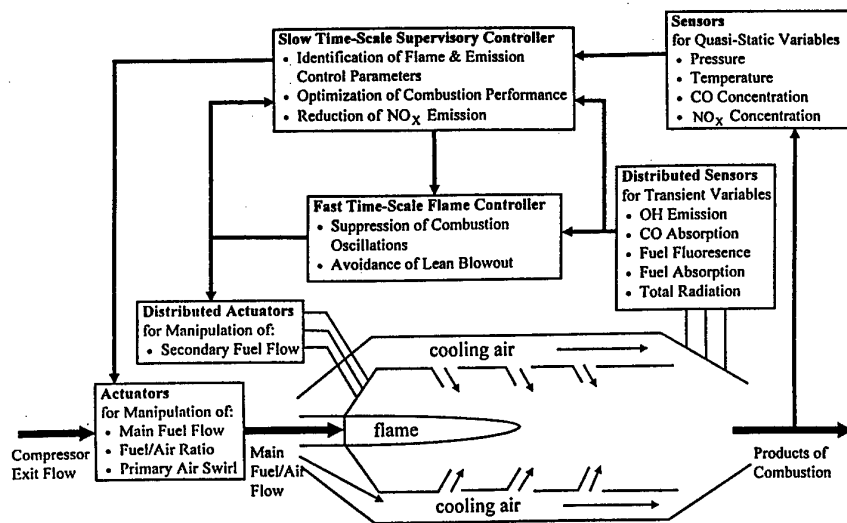 Slow Time-Scale Supervisory Controller
• Identification of Flame & Emission
Control Parameters
• Optimization of Combustion Performance
• Reduction of NOX Emission
Sensors
for Quasi-Static Variables
• Pressure
• Temperature
• CO Concentration
• NOX Concentration
Fast Time-Scale Flame Controller
• Suppression of Combustion
Oscillations
• Avoidance of Lean Blowout
Distributed Sensors
for Transient Variables
• OH Emission
• CO Absorption
• Fuel Fluoresence
• Fuel Absorption
• Total Radiation
Distributed Actuators
for Manipulation of:
• Secondary Fuel Flow
cooling air
Actuators
for Manipulation of:
• Main Fuel Flow
• Fuel/Air Ratio
• Primary Air Swirl
flame
Compressor
Exit Flow
Main
Fuel/Air
Flow
Products of
Combustion
cooling air